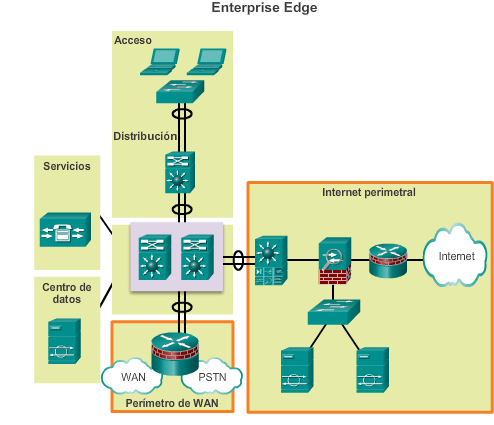 Enterprise Edge
Acceso
Distribución
Servicios
Internet perimetral
Internet
Centro de
datos
WAN
PSTN
Perímetro de WAN